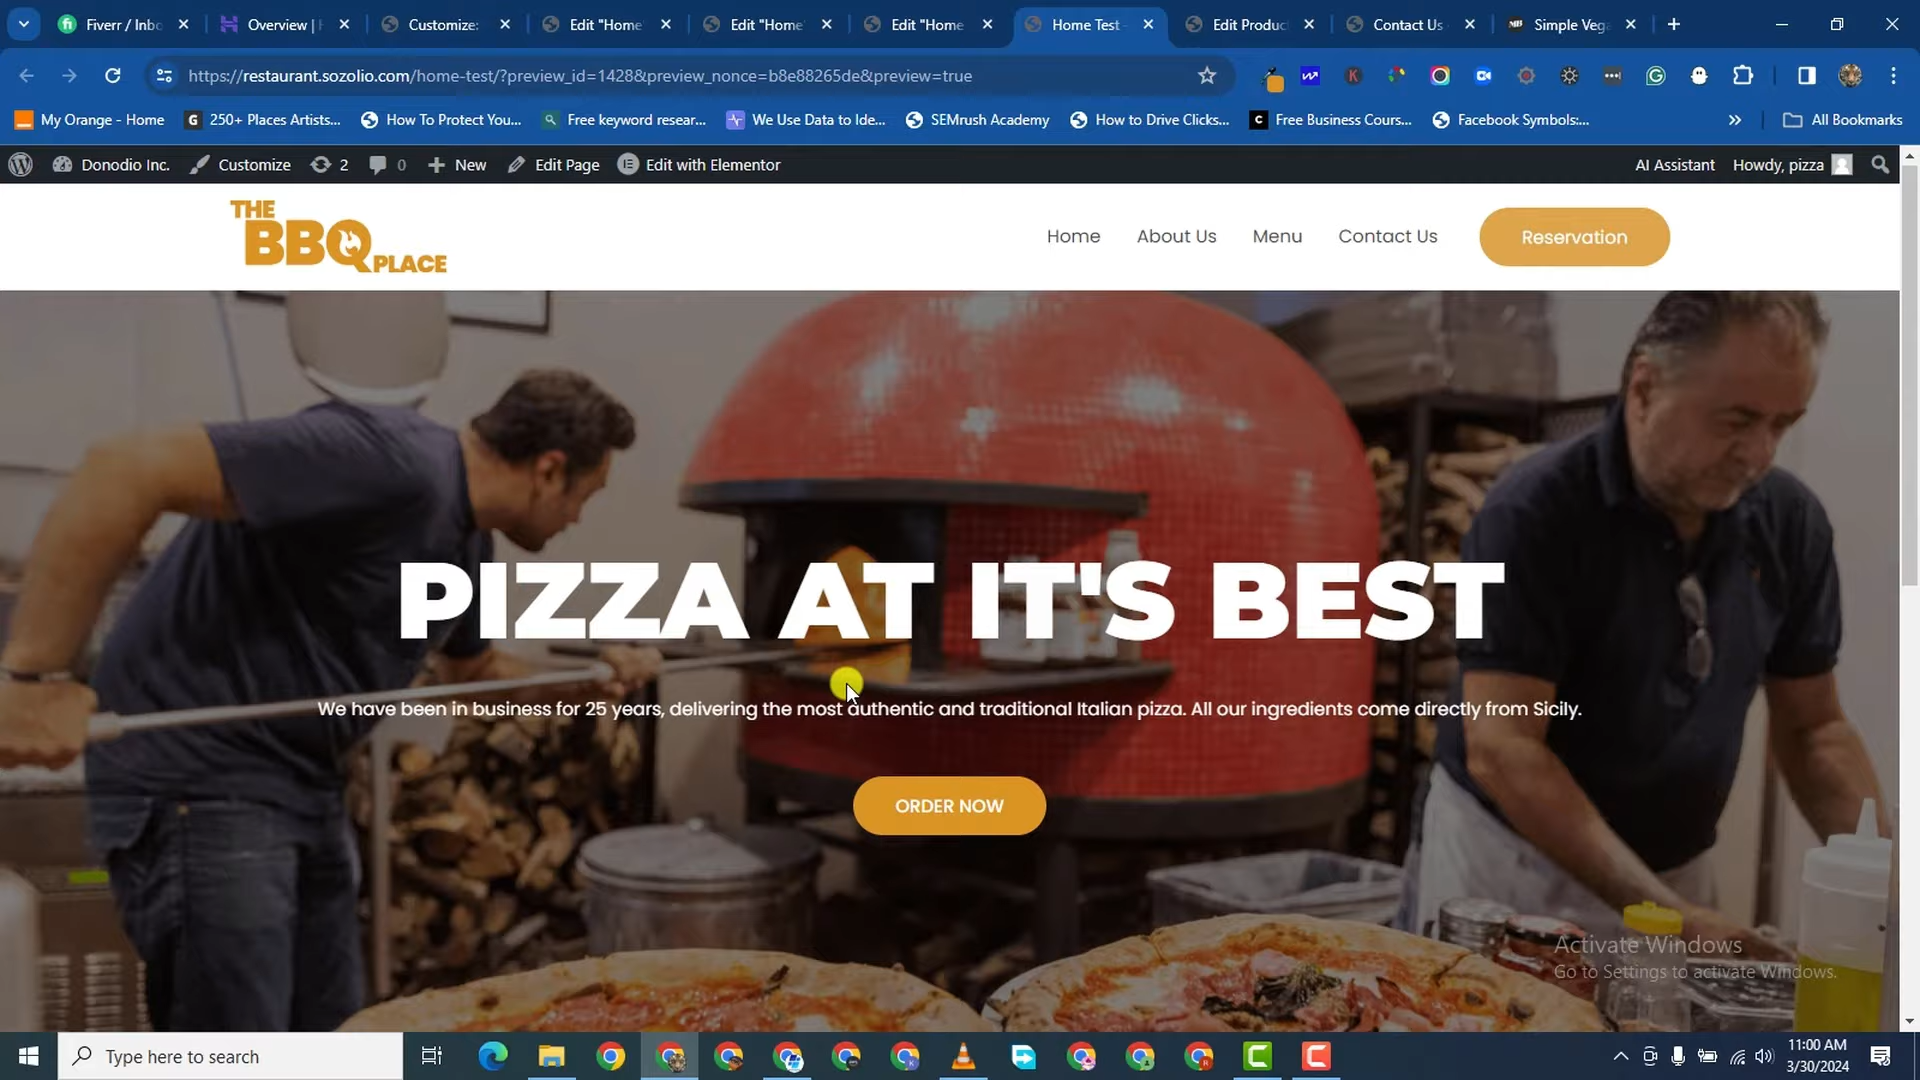 Fiverr / Inbo
Overview | H
Customize:
Edit "Home
Edit "Home
Edit "Home
Home Test -
Edit Produc
Contact Us
MB Simple Vega
https://restaurant.sozolio.com/home-test/?preview_id=1428&preview_nonce=b8e88265de&preview=true
My Orange - Home
250+ Places Artists...
How To Protect You...
Free keyword resear...
We Use Data to Ide...
SEMrush Academy
How to Drive Clicks...
Free Business Cours...
Facebook Symbols:...
All Bookmarks
Donodio Inc.
Customize
2
0
New
Edit Page
Edit with Elementor
AI Assistant
Howdy, pizza
THE
BBQ
PLACE
Home
About Us
Menu
Contact Us
Reservation
PIZZA AT IT'S BEST
We have been in business for 25 years, delivering the most authentic and traditional Italian pizza. All our ingredients come directly from Sicily.
ORDER NOW
Activate Windows
Go to Settings to activate Windows.
Type here to search
11:00 AM
3/30/2024